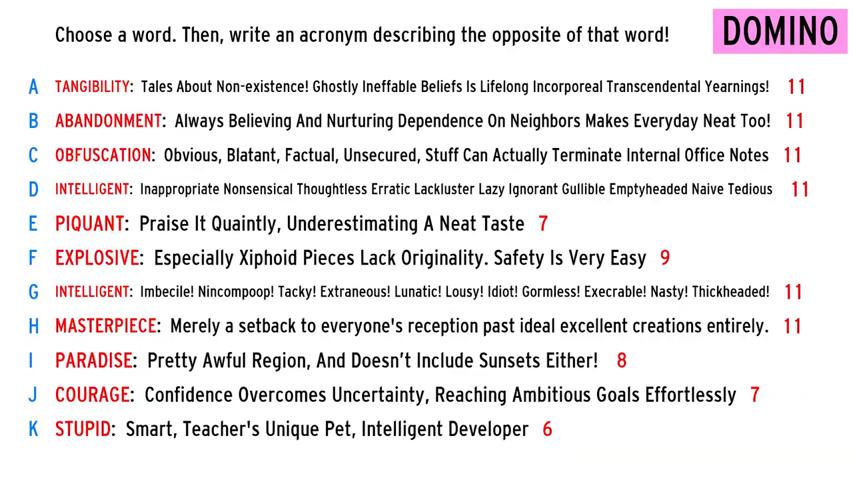 Choose a word. Then, write an acronym describing the opposite of that word!
DOMINO
A TANGIBILITY: Tales About Non-existence! Ghostly Ineffable Beliefs Is Lifelong Incorporeal Transcendental Yearnings! 11
B ABANDONMENT: Always Believing And Nurturing Dependence On Neighbors Makes Everyday Neat Too! 11
C OBFUSCATION: Obvious, Blatant, Factual, Unsecured, Stuff Can Actually Terminate Internal Office Notes 11
D INTELLIGENT: Inappropriate Nonsensical Thoughtless Erratic Lackluster Lazy Ignorant Gullible Emptyheaded Naive Tedious 11
E PIQUANT: Praise It Quaintly, Underestimating A Neat Taste 7
F EXPLOSIVE: Especially Xiphoid Pieces Lack Originality. Safety Is Very Easy 9
G INTELLIGENT: Imbecile! Nincompoop! Tacky! Extraneous! Lunatic! Lousy! Idiot! Gormless! Execrable! Nasty! Thickheaded! 11
H MASTERPIECE: Merely a setback to everyone's reception past ideal excellent creations entirely. 11
I PARADISE: Pretty Awful Region, And Doesn't Include Sunsets Either! 8
J COURAGE: Confidence Overcomes Uncertainty, Reaching Ambitious Goals Effortlessly 7
K STUPID: Smart, Teacher's Unique Pet, Intelligent Developer 6